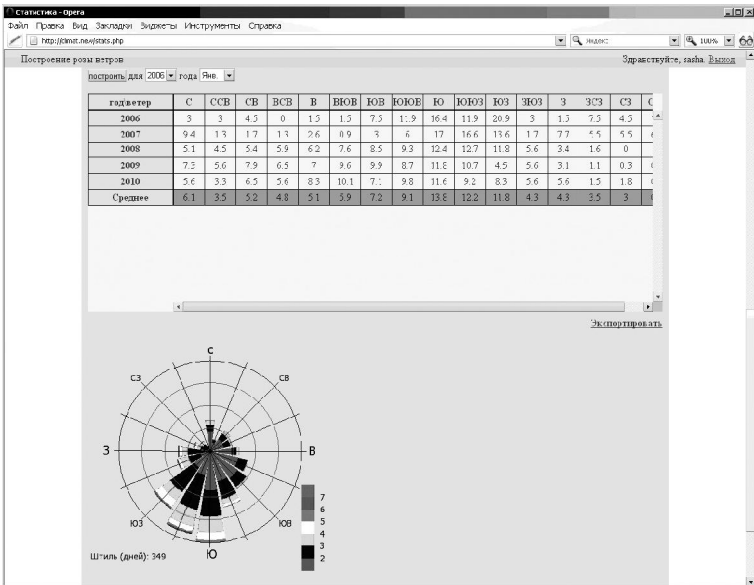 Статистика - Opera
Файл Правка Вид Закладки Виджеты Инструменты Справка
http://climat.new/stats.php Яндекс 100%
Построение розы ветров Здравствуйте, sasha. Выход
построить для 2006 года Янв.
год\ветер С ССВ СВ ВСВ В ВЮВ ЮВ ЮЮВ Ю ЮЮЗ ЮЗ ЗЮЗ З ЗСЗ СЗ
2006 3 3 4.5 0 1.5 1.5 7.5 11.9 16.4 11.9 20.9 3 1.5 7.5 4.5
2007 9.4 1.3 1.7 1.3 2.6 0.9 3 6 17 16.6 13.6 1.7 7.7 5.5 5.5
2008 5.1 4.5 5.4 5.9 6.2 7.6 8.5 9.3 12.4 12.7 11.8 5.6 3.4 1.6 0
2009 7.3 5.6 7.9 6.5 7 9.6 9.9 8.7 11.8 10.7 4.5 5.6 3.1 1.1 0.3
2010 5.6 3.3 6.5 5.6 8.3 10.1 7.1 9.8 11.6 9.2 8.3 5.6 5.6 1.5 1.8
Среднее 6.1 3.5 5.2 4.8 5.1 5.9 7.2 9.1 13.8 12.2 11.8 4.3 4.3 3.5 3
Экспортировать
С
СЗ СВ
З В
ЮЗ ЮВ
Ю
7
6
5
4
3
2
Штиль (дней): 349